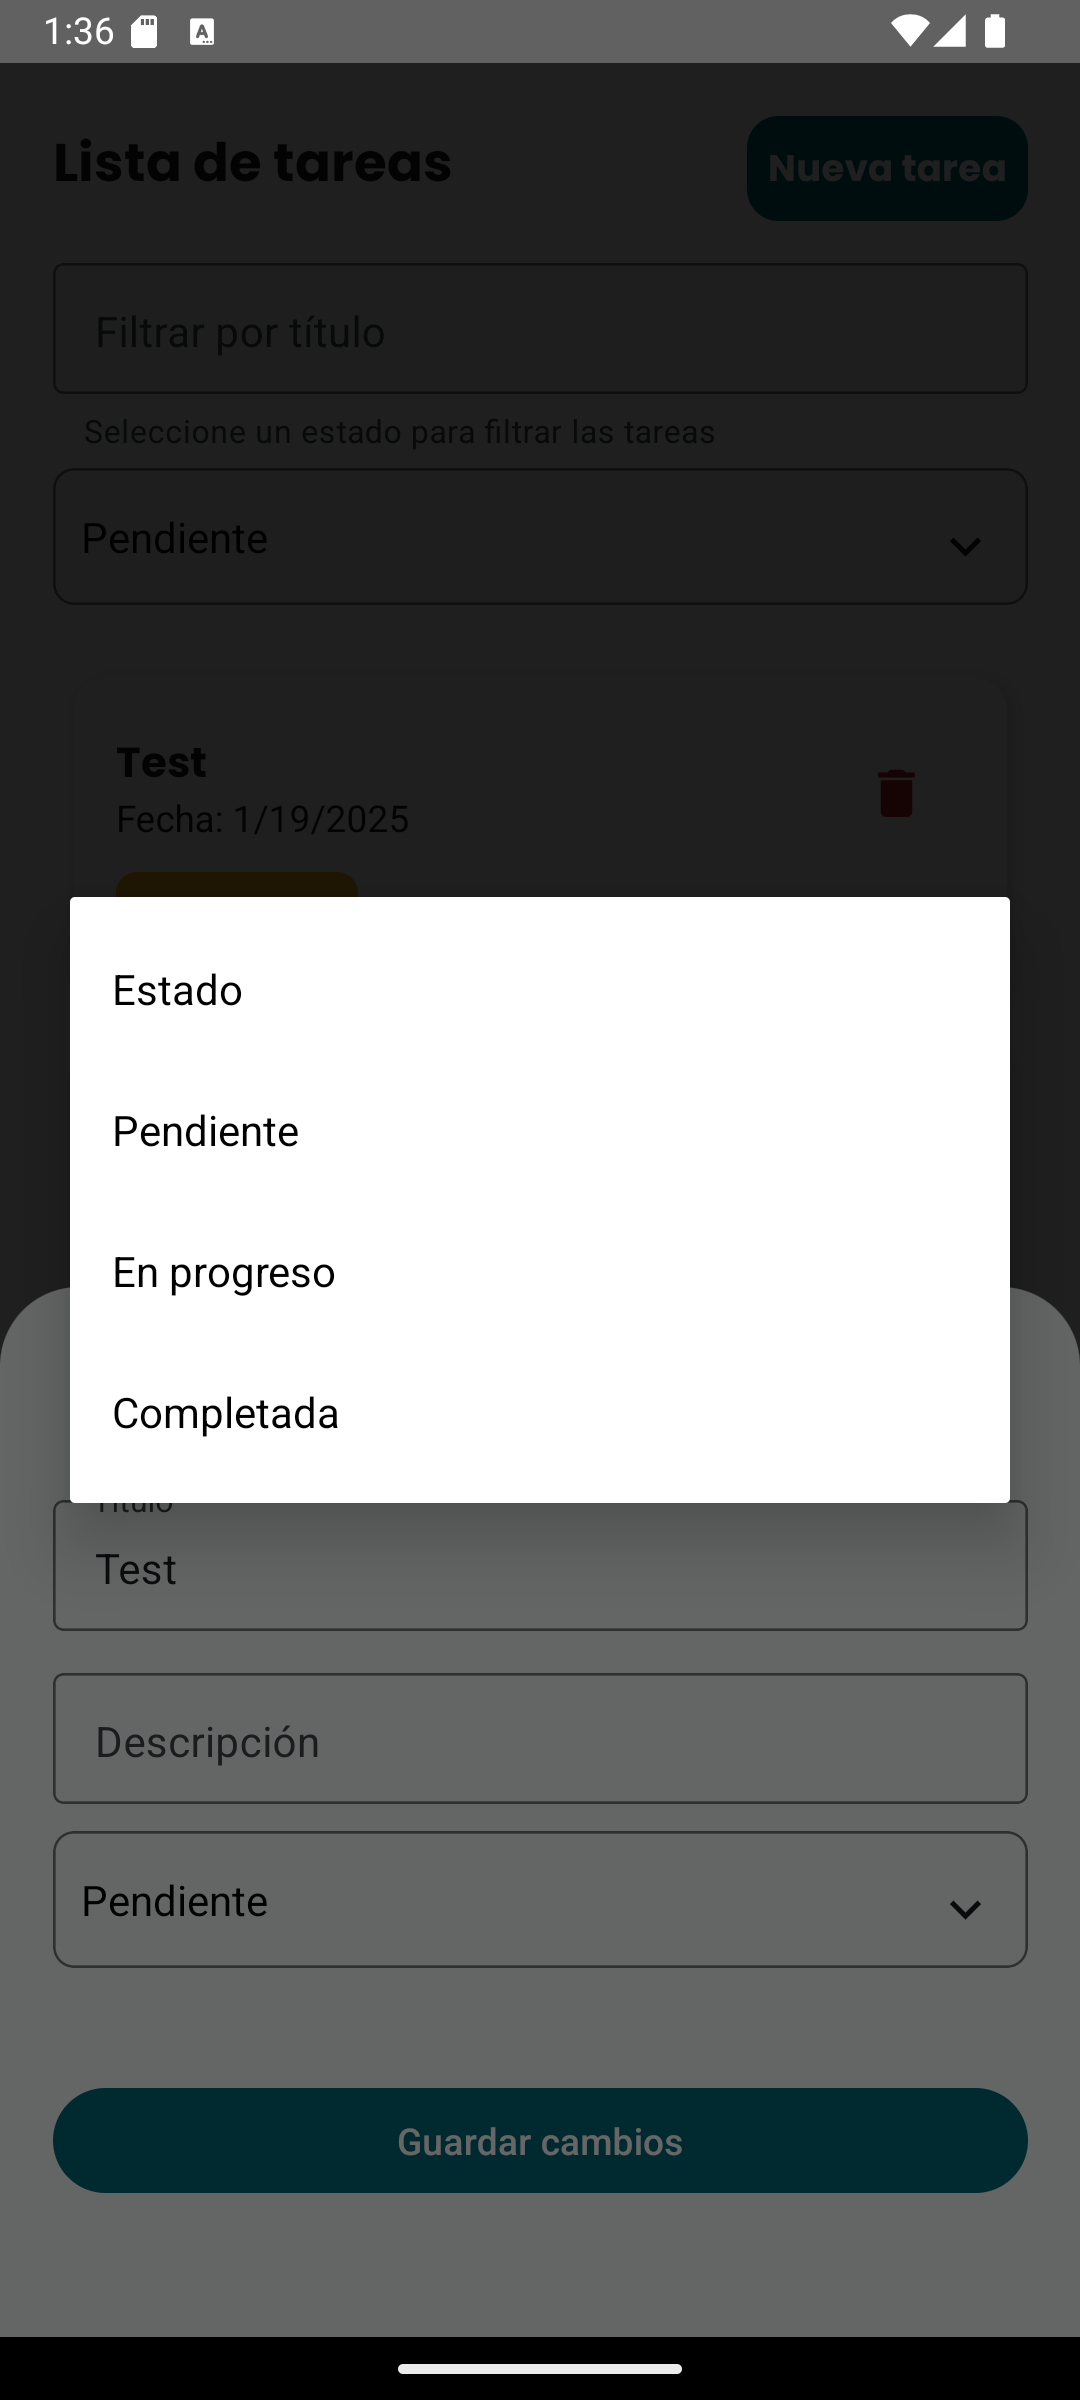 1:36
Lista de tareas
Nueva tarea
Filtrar por título
Seleccione un estado para filtrar las tareas
Pendiente
Test
Fecha: 1/19/2025
Estado
Pendiente
En progreso
Completada
Título
Test
Descripción
Pendiente
Guardar cambios